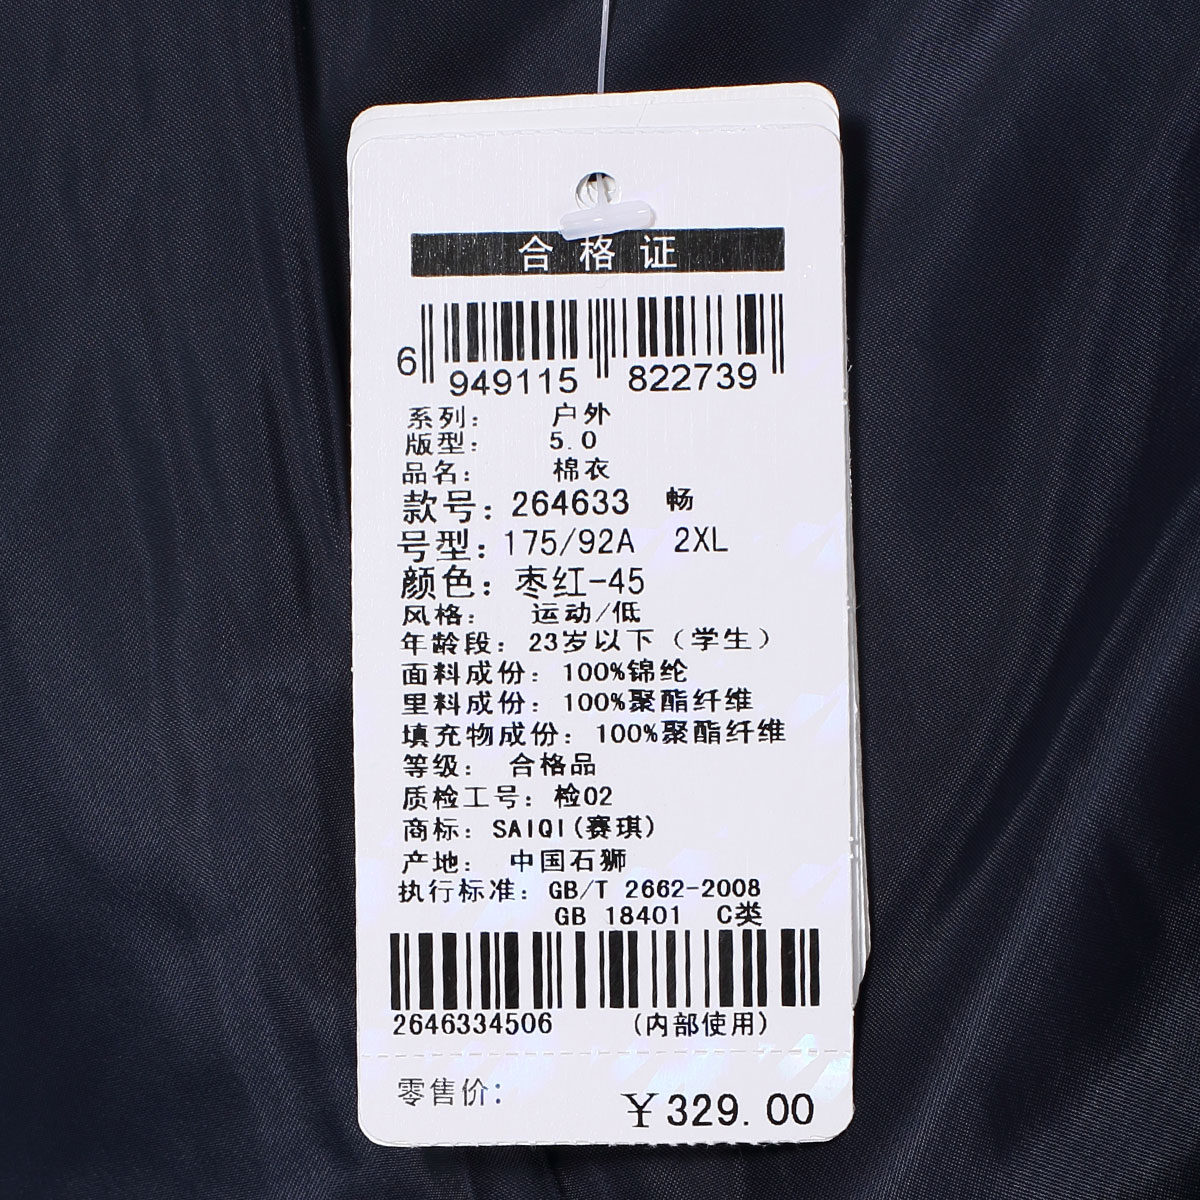 合格证
6 949115 822739
系列： 户外
版型： 5.0
品名： 棉衣
款号：264633 畅
号型：175/92A 2XL
颜色：枣红-45
风格： 运动/低
年龄段：23岁以下（学生）
面料成份：100%锦纶
里料成份：100%聚酯纤维
填充物成份：100%聚酯纤维
等级： 合格品
质检工号：检02
商标：SAIQI(赛琪)
产地： 中国石狮
执行标准：GB/T 2662-2008
GB 18401 C类
2646334506 (内部使用)
零售价：
¥329.00